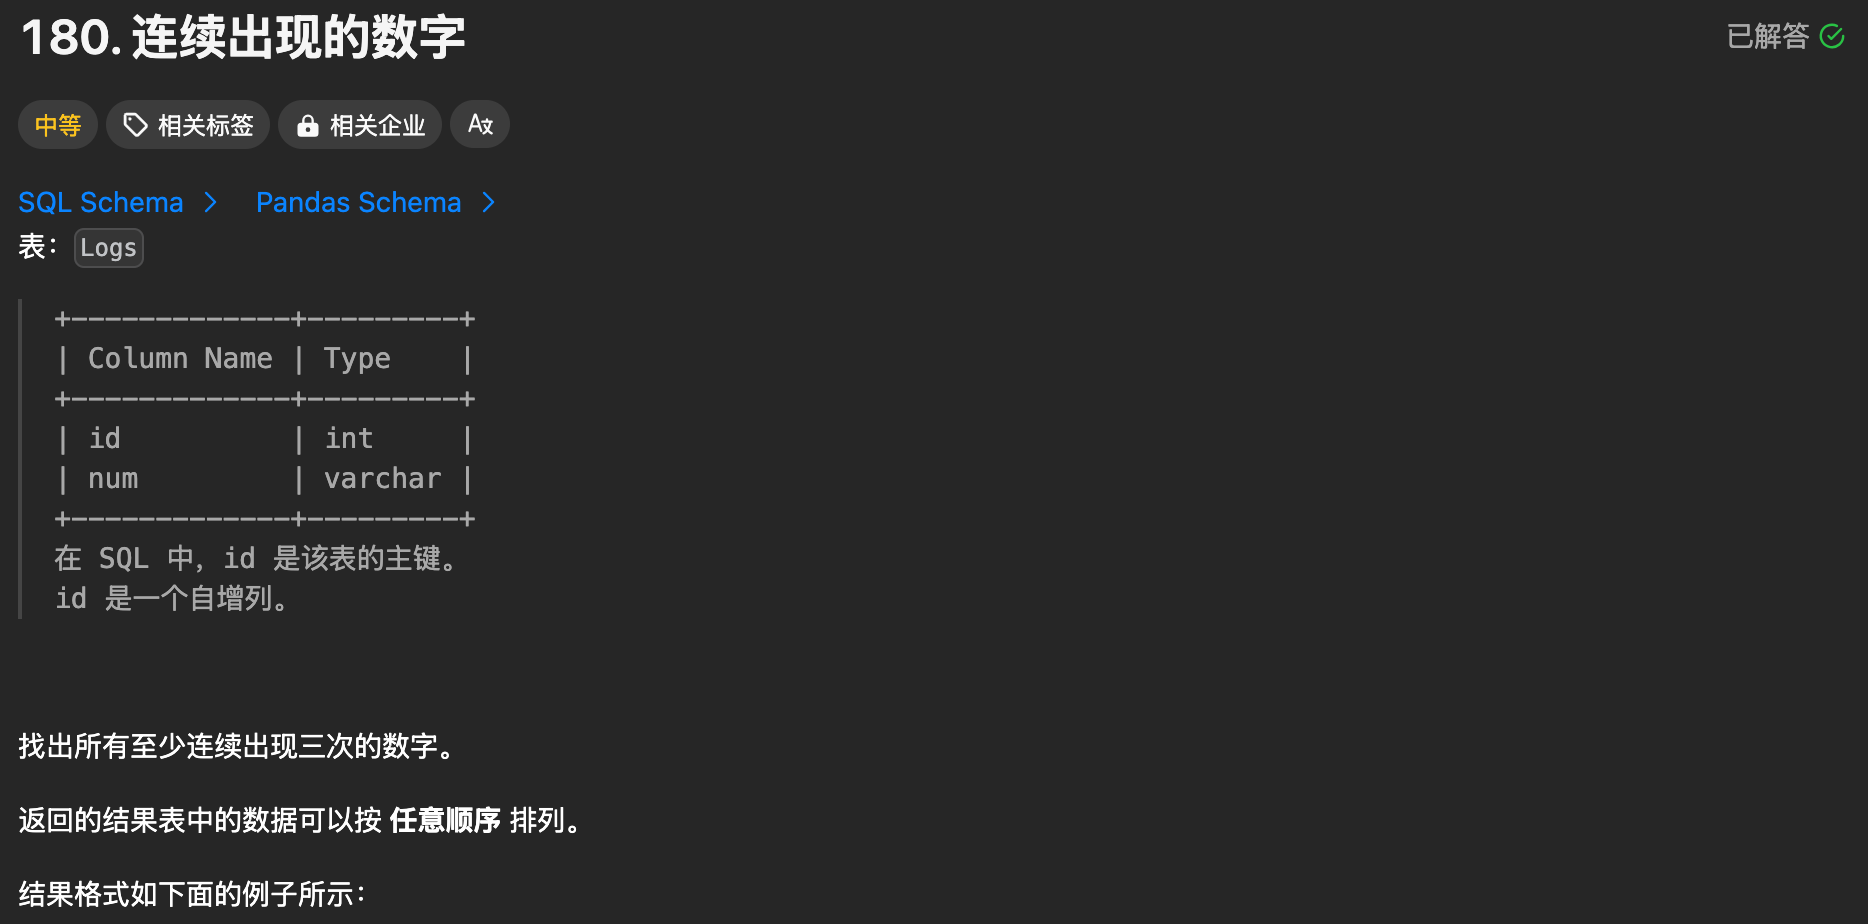 180. 连续出现的数字
已解答
中等
相关标签
相关企业
SQL Schema
Pandas Schema
表： Logs
+-------------+---------+
| Column Name | Type    |
+-------------+---------+
| id          | int     |
| num         | varchar |
+-------------+---------+
在 SQL 中，id 是该表的主键。
id 是一个自增列。
找出所有至少连续出现三次的数字。
返回的结果表中的数据可以按 任意顺序 排列。
结果格式如下面的例子所示：